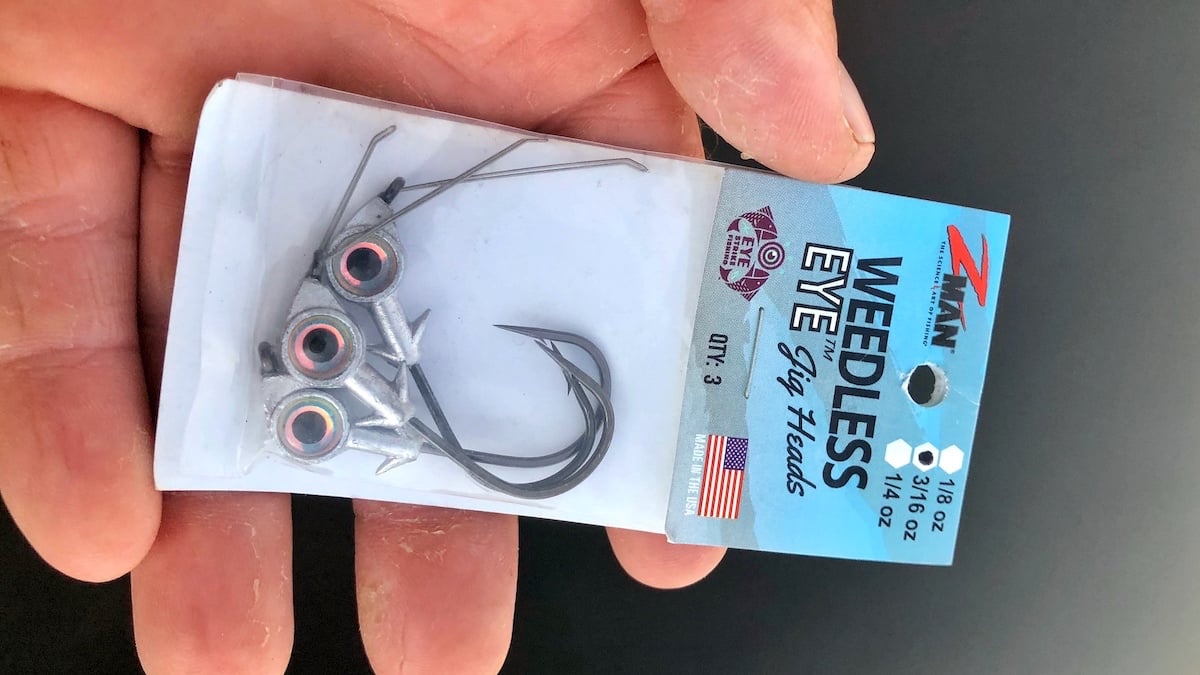 Z
MAN®
THE SCIENCE & ART OF FISHING®
1/8 oz
3/16 oz
1/4 oz
WEEDLESS
EYE™ Jig Heads
EYE
STRIKE
FISHING
QTY: 3
MADE IN THE USA